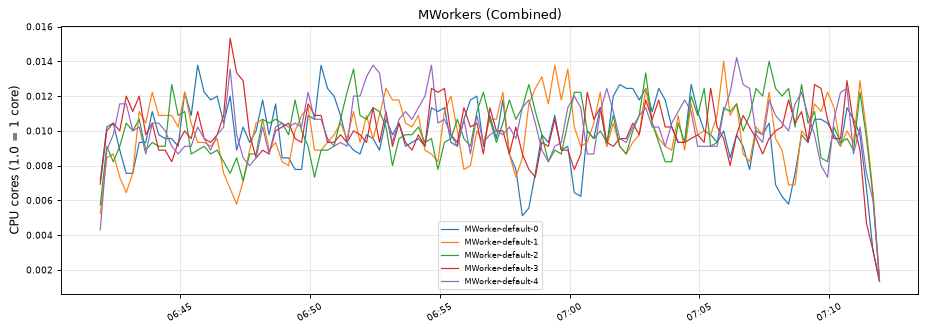 MWorkers (Combined)
CPU cores (1.0 = 1 core)
0.016
0.014
0.012
0.010
0.008
0.006
0.004
0.002
MWorker-default-0
MWorker-default-1
MWorker-default-2
MWorker-default-3
MWorker-default-4
06:45
06:50
06:55
07:00
07:05
07:10